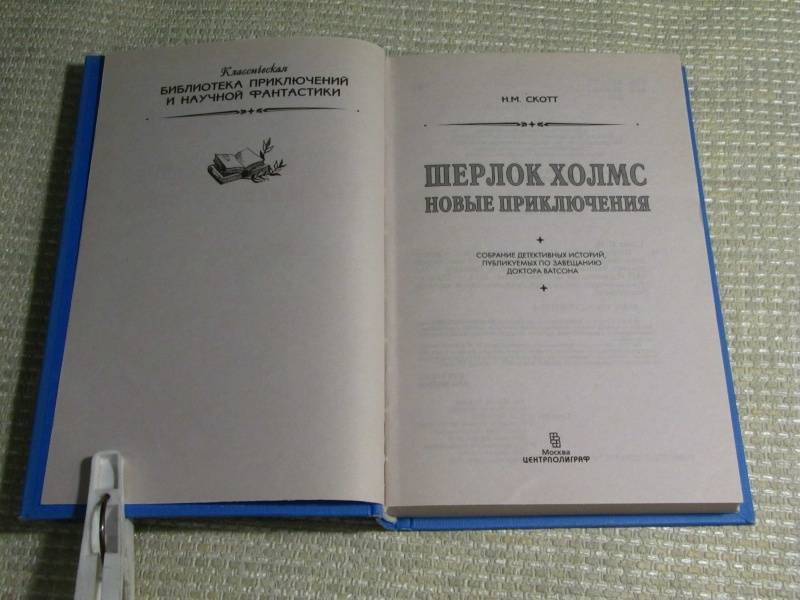 Классическая
БИБЛИОТЕКА ПРИКЛЮЧЕНИЙ
И НАУЧНОЙ ФАНТАСТИКИ
Н.М. СКОТТ
ШЕРЛОК ХОЛМС
НОВЫЕ ПРИКЛЮЧЕНИЯ
СОБРАНИЕ ДЕТЕКТИВНЫХ ИСТОРИЙ,
ПУБЛИКУЕМЫХ ПО ЗАВЕЩАНИЮ
ДОКТОРА ВАТСОНА
Москва
ЦЕНТРПОЛИГРАФ